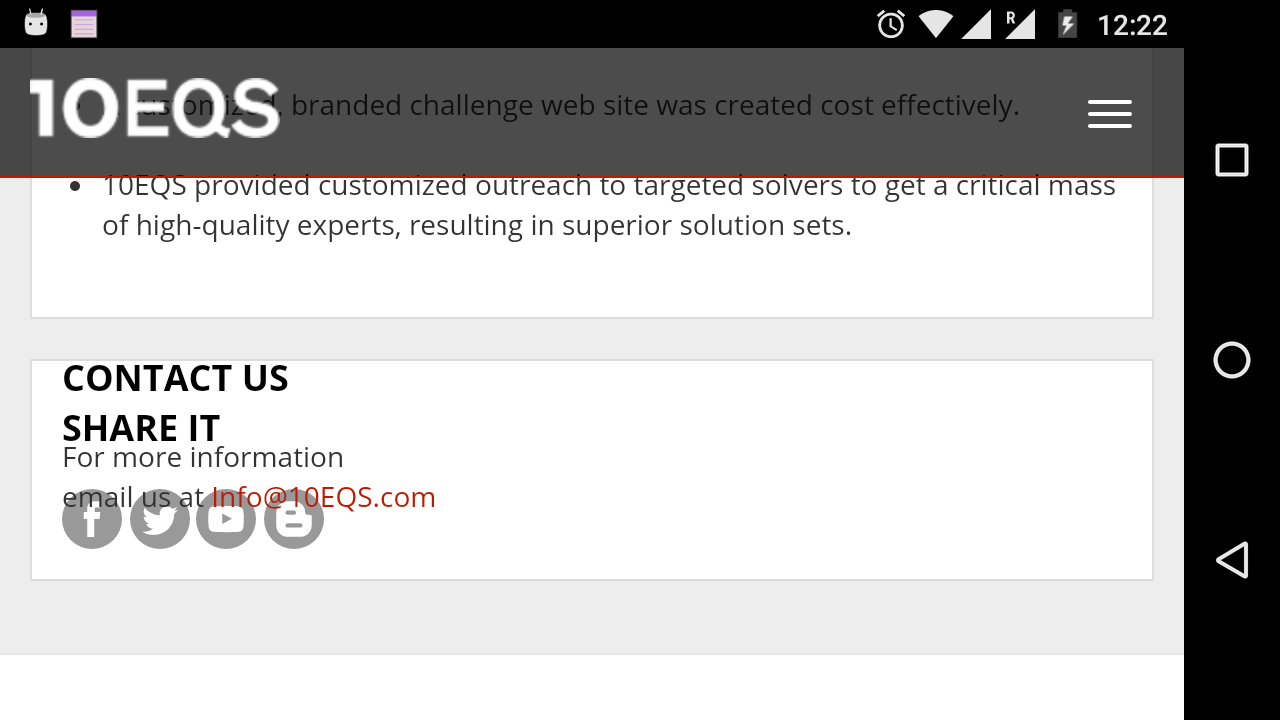 R
12:22
10EQS
customized, branded challenge web site was created cost effectively.
10EQS provided customized outreach to targeted solvers to get a critical mass
of high-quality experts, resulting in superior solution sets.
CONTACT US
SHARE IT
For more information
email us at Info@10EQS.com